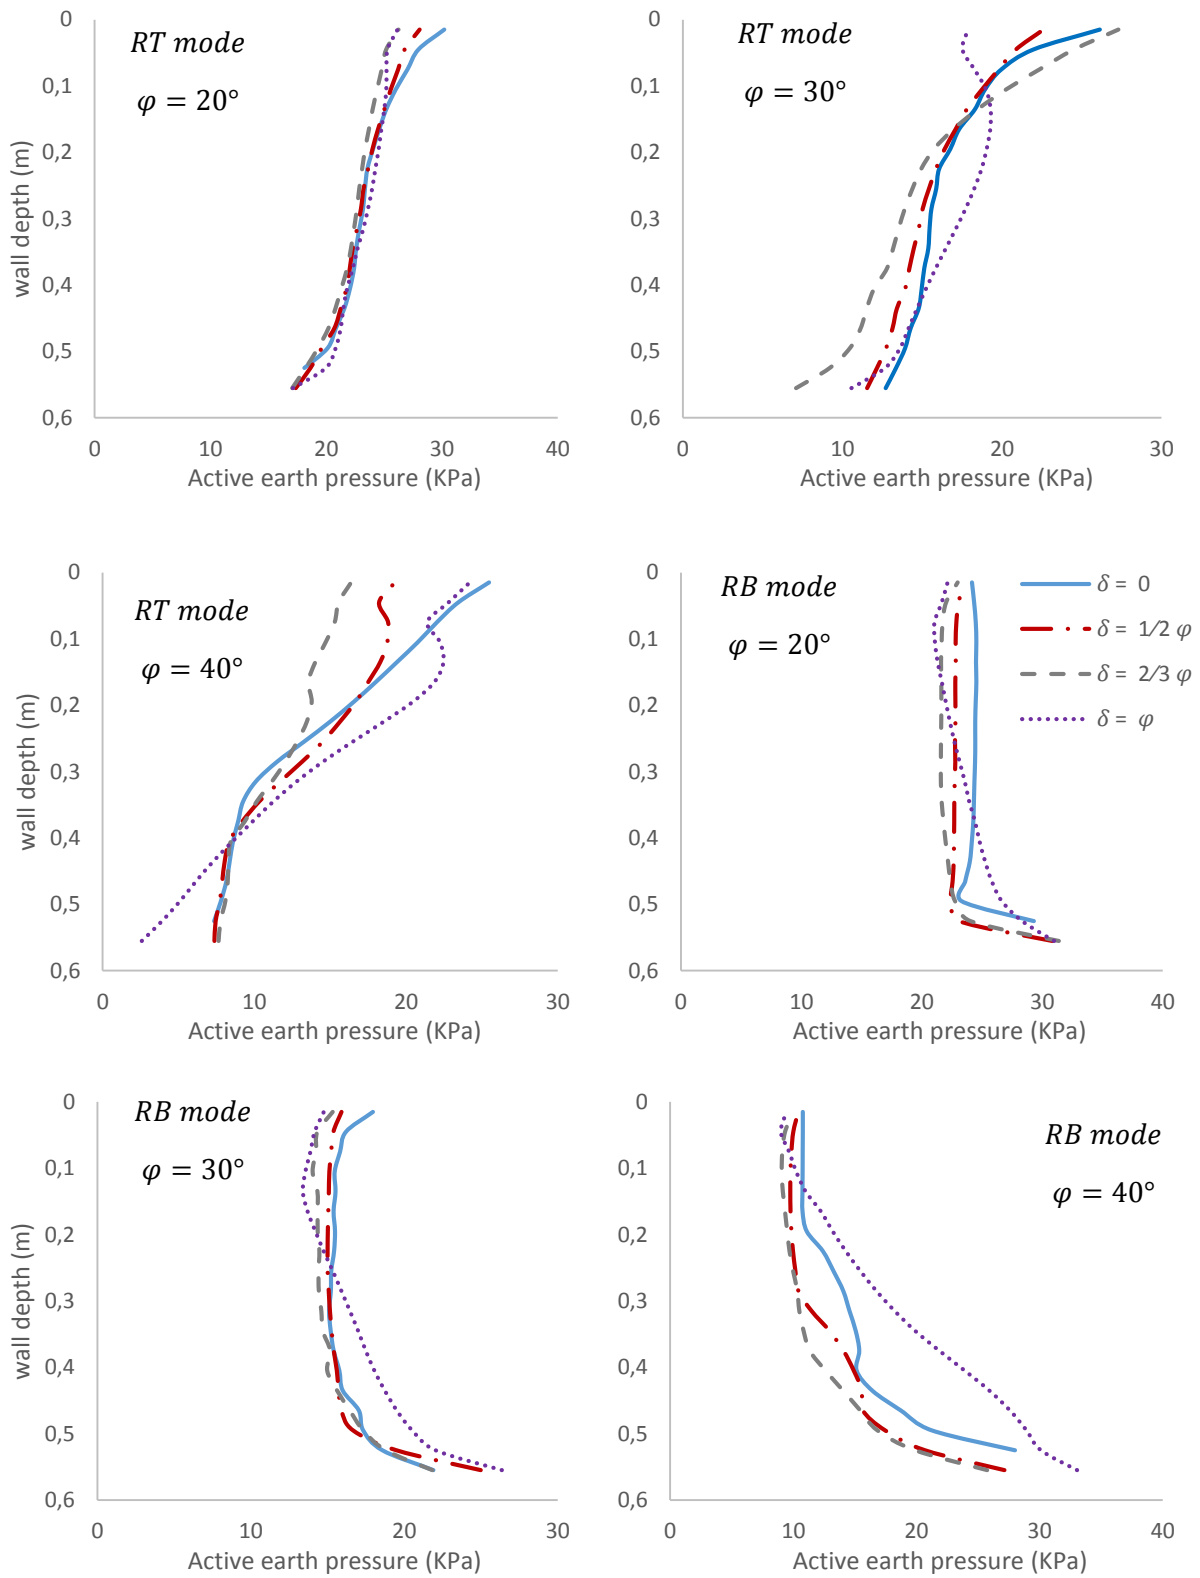 RT mode
φ = 20°
0
0,1
0,2
0,3
0,4
0,5
0,6
wall depth (m)
0 10 20 30 40
Active earth pressure (KPa)
RT mode
φ = 30°
0
0,1
0,2
0,3
0,4
0,5
0,6
0 10 20 30
Active earth pressure (KPa)
RT mode
φ = 40°
0
0,1
0,2
0,3
0,4
0,5
0,6
wall depth (m)
0 10 20 30
Active earth pressure (KPa)
RB mode
φ = 20°
δ = 0
δ = 1/2 φ
δ = 2/3 φ
δ = φ
0
0,1
0,2
0,3
0,4
0,5
0,6
0 10 20 30 40
Active earth pressure (KPa)
RB mode
φ = 30°
0
0,1
0,2
0,3
0,4
0,5
0,6
wall depth (m)
0 10 20 30
Active earth pressure (KPa)
RB mode
φ = 40°
0
0,1
0,2
0,3
0,4
0,5
0,6
0 10 20 30 40
Active earth pressure (KPa)